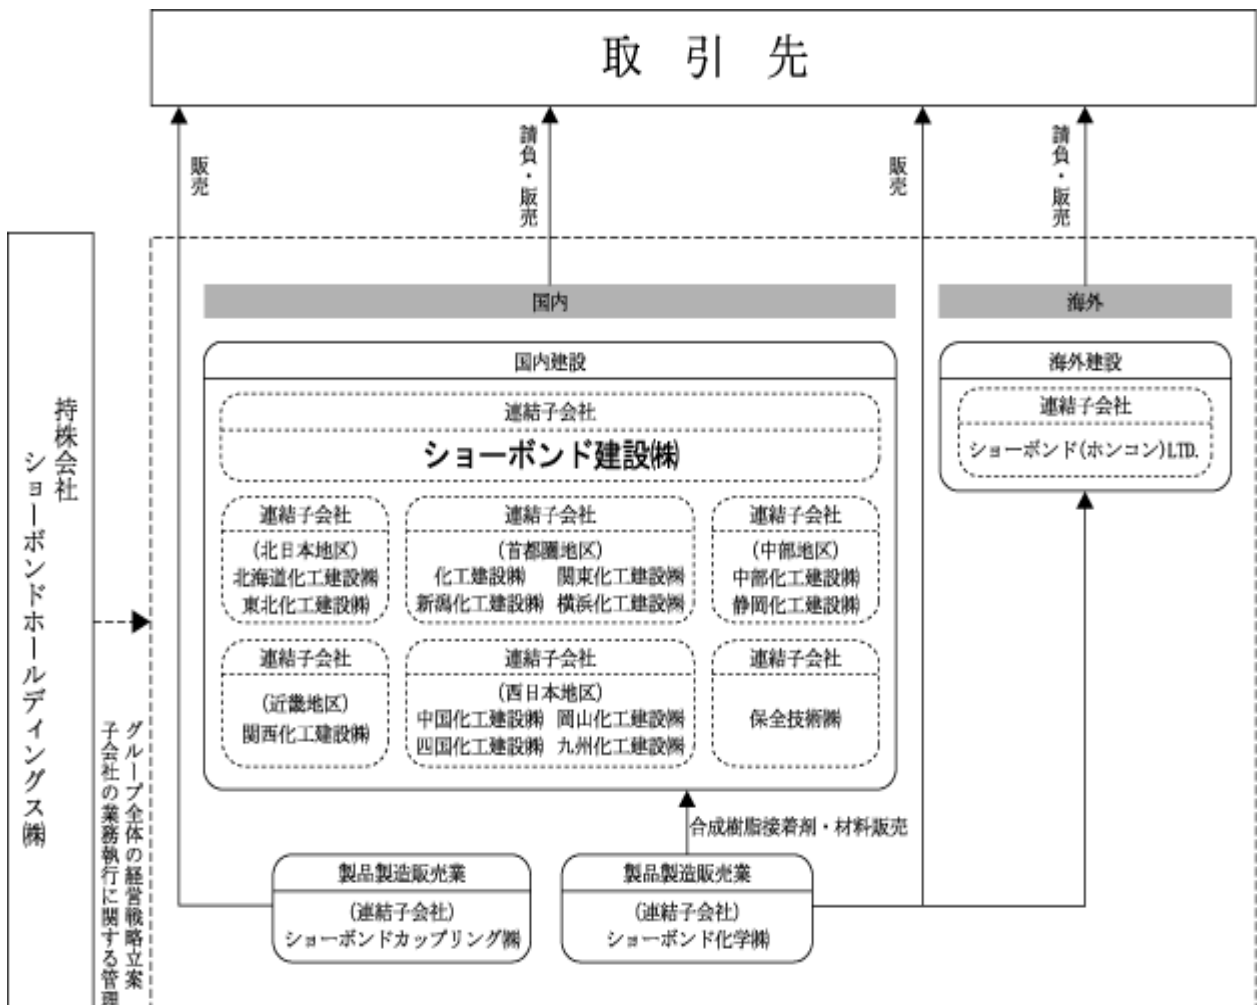 取引先
販売
請負・販売
販売
請負・販売
持株会社
ショーボンドホールディングス㈱
グループ全体の経営戦略立案
子会社の業務執行に関する管理
国内
海外
国内建設
連結子会社
ショーボンド建設㈱
連結子会社
(北日本地区)
北海道化工建設㈱
東北化工建設㈱
連結子会社
(首都圏地区)
化工建設㈱ 関東化工建設㈱
新潟化工建設㈱ 横浜化工建設㈱
連結子会社
(中部地区)
中部化工建設㈱
静岡化工建設㈱
連結子会社
(近畿地区)
関西化工建設㈱
連結子会社
(西日本地区)
中国化工建設㈱ 岡山化工建設㈱
四国化工建設㈱ 九州化工建設㈱
連結子会社
保全技術㈱
海外建設
連結子会社
ショーボンド(ホンコン)LTD.
合成樹脂接着剤・材料販売
製品製造販売業
(連結子会社)
ショーボンドカップリング㈱
製品製造販売業
(連結子会社)
ショーボンド化学㈱